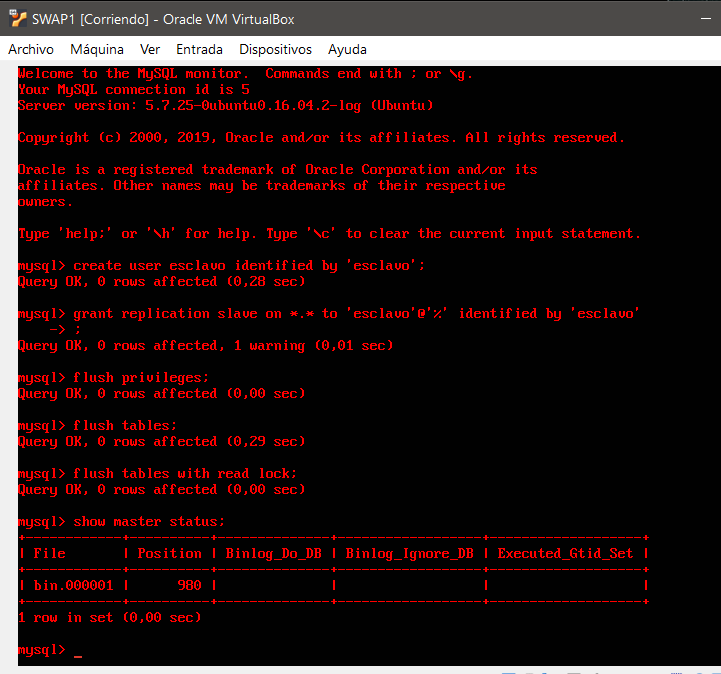 SWAP1 [Corriendo] - Oracle VM VirtualBox
Archivo Máquina Ver Entrada Dispositivos Ayuda
Welcome to the MySQL monitor.  Commands end with ; or \g.
Your MySQL connection id is 5
Server version: 5.7.25-0ubuntu0.16.04.2-log (Ubuntu)
Copyright (c) 2000, 2019, Oracle and/or its affiliates. All rights reserved.
Oracle is a registered trademark of Oracle Corporation and/or its
affiliates. Other names may be trademarks of their respective
owners.
Type 'help;' or '\h' for help. Type '\c' to clear the current input statement.
mysql> create user esclavo identified by 'esclavo';
Query OK, 0 rows affected (0,28 sec)
mysql> grant replication slave on *.* to 'esclavo'@'%' identified by 'esclavo'
    -> ;
Query OK, 0 rows affected, 1 warning (0,01 sec)
mysql> flush privileges;
Query OK, 0 rows affected (0,00 sec)
mysql> flush tables;
Query OK, 0 rows affected (0,29 sec)
mysql> flush tables with read lock;
Query OK, 0 rows affected (0,00 sec)
mysql> show master status;
+------------+----------+--------------+------------------+-------------------+
| File       | Position | Binlog_Do_DB | Binlog_Ignore_DB | Executed_Gtid_Set |
+------------+----------+--------------+------------------+-------------------+
| bin.000001 |      980 |              |                  |                   |
+------------+----------+--------------+------------------+-------------------+
1 row in set (0,00 sec)
mysql> _